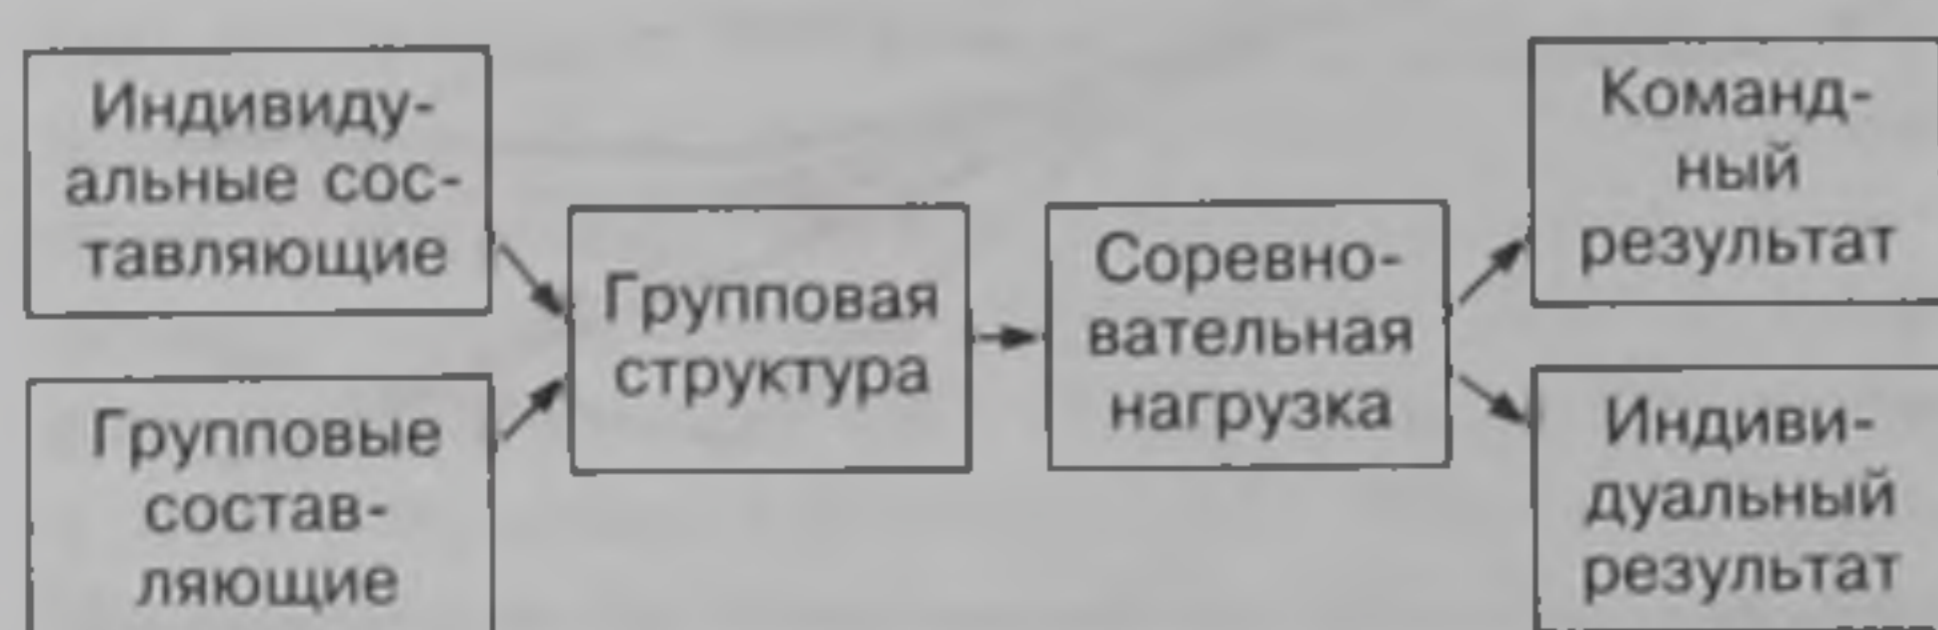 Индивиду-
альные сос-
тавляющие
Групповые
состав-
ляющие
Групповая
структура
Соревно-
вательная
нагрузка
Команд-
ный
результат
Индиви-
дуальный
результат